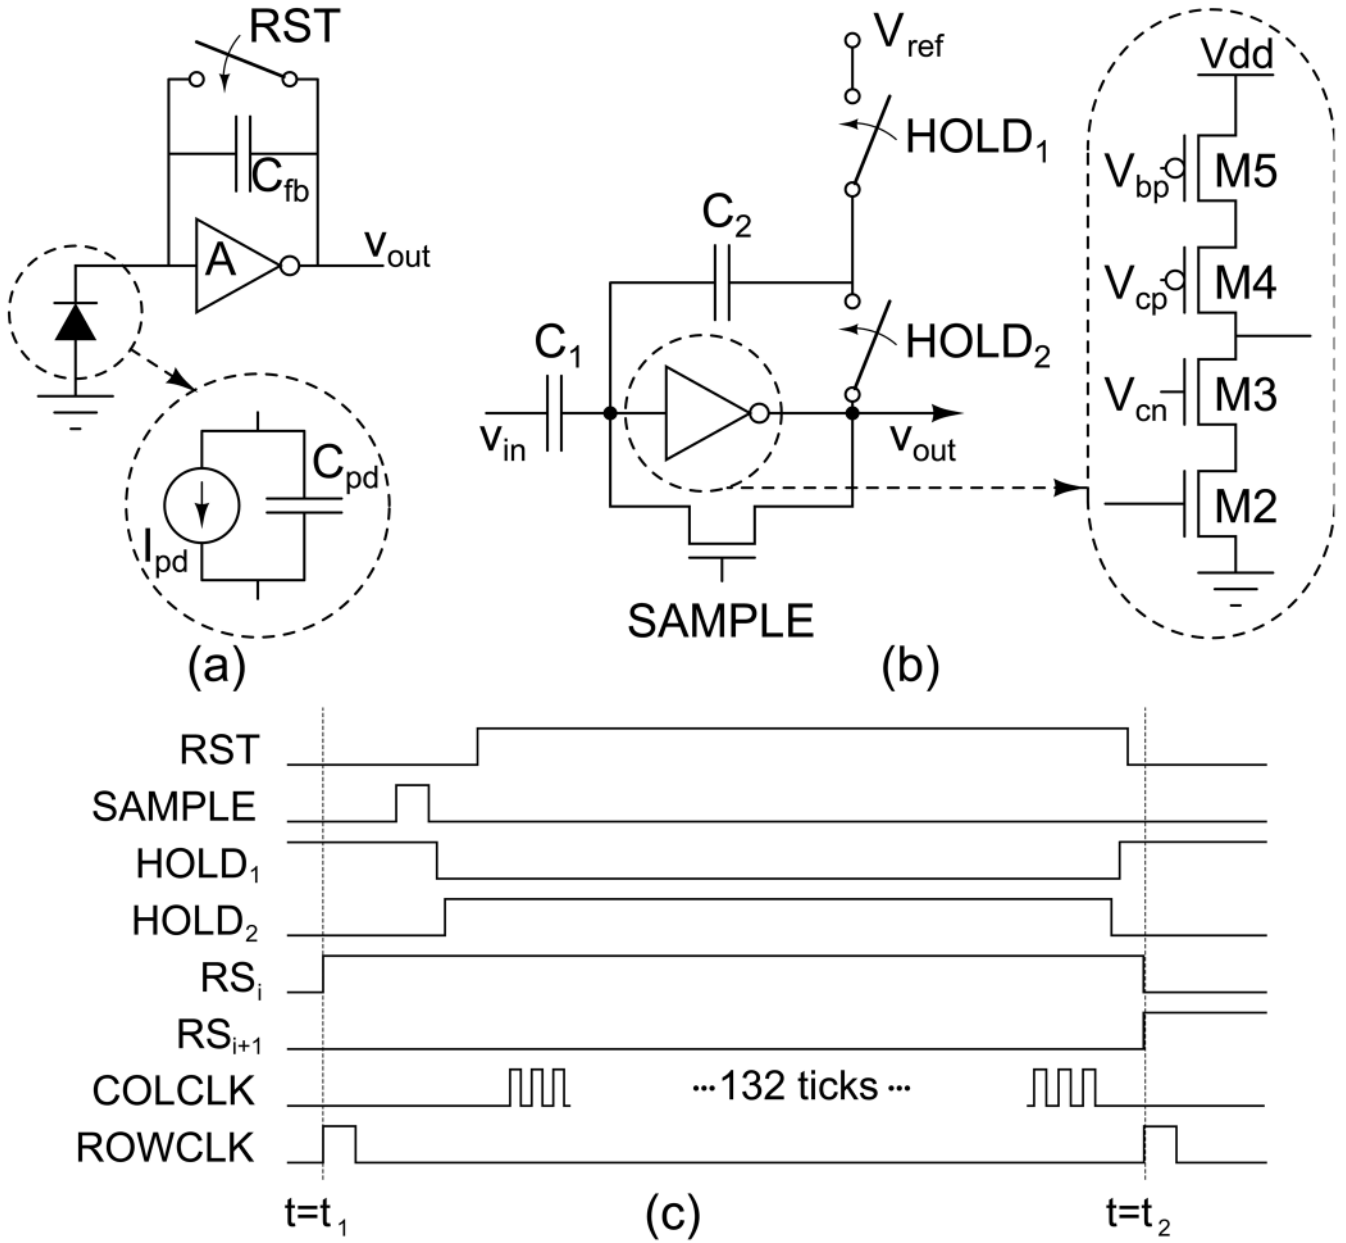 RST
C_fb
A
v_out
C_pd
I_pd
(a)
V_ref
HOLD_1
C_2
HOLD_2
C_1
v_in
v_out
SAMPLE
(b)
Vdd
V_bp
M5
V_cp
M4
V_cn
M3
M2
RST
SAMPLE
HOLD_1
HOLD_2
RS_i
RS_i+1
COLCLK
···132 ticks···
ROWCLK
t=t_1
(c)
t=t_2